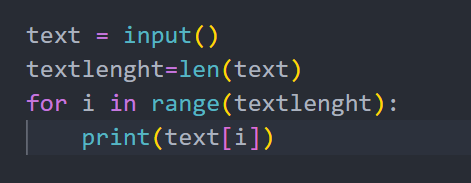 text = input()
textlenght=len(text)
for i in range(textlenght):
    print(text[i])